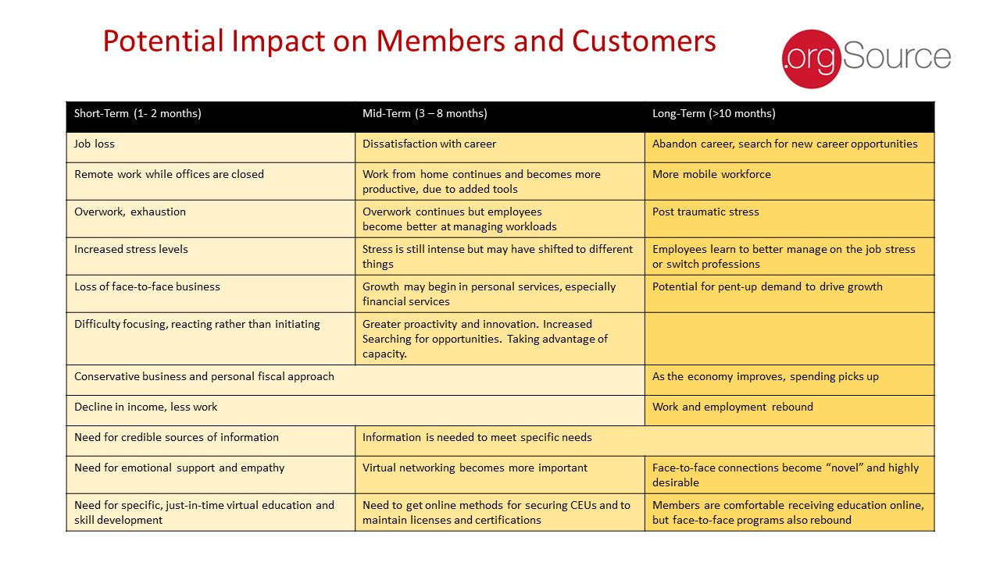 Potential Impact on Members and Customers
.orgSource
Short-Term (1- 2 months)
Mid-Term (3 – 8 months)
Long-Term (>10 months)
Job loss
Dissatisfaction with career
Abandon career, search for new career opportunities
Remote work while offices are closed
Work from home continues and becomes more
productive, due to added tools
More mobile workforce
Overwork, exhaustion
Overwork continues but employees
become better at managing workloads
Post traumatic stress
Increased stress levels
Stress is still intense but may have shifted to different
things
Employees learn to better manage on the job stress
or switch professions
Loss of face-to-face business
Growth may begin in personal services, especially
financial services
Potential for pent-up demand to drive growth
Difficulty focusing, reacting rather than initiating
Greater proactivity and innovation. Increased
Searching for opportunities. Taking advantage of
capacity.
Conservative business and personal fiscal approach
As the economy improves, spending picks up
Decline in income, less work
Work and employment rebound
Need for credible sources of information
Information is needed to meet specific needs
Need for emotional support and empathy
Virtual networking becomes more important
Face-to-face connections become “novel” and highly
desirable
Need for specific, just-in-time virtual education and
skill development
Need to get online methods for securing CEUs and to
maintain licenses and certifications
Members are comfortable receiving education online,
but face-to-face programs also rebound